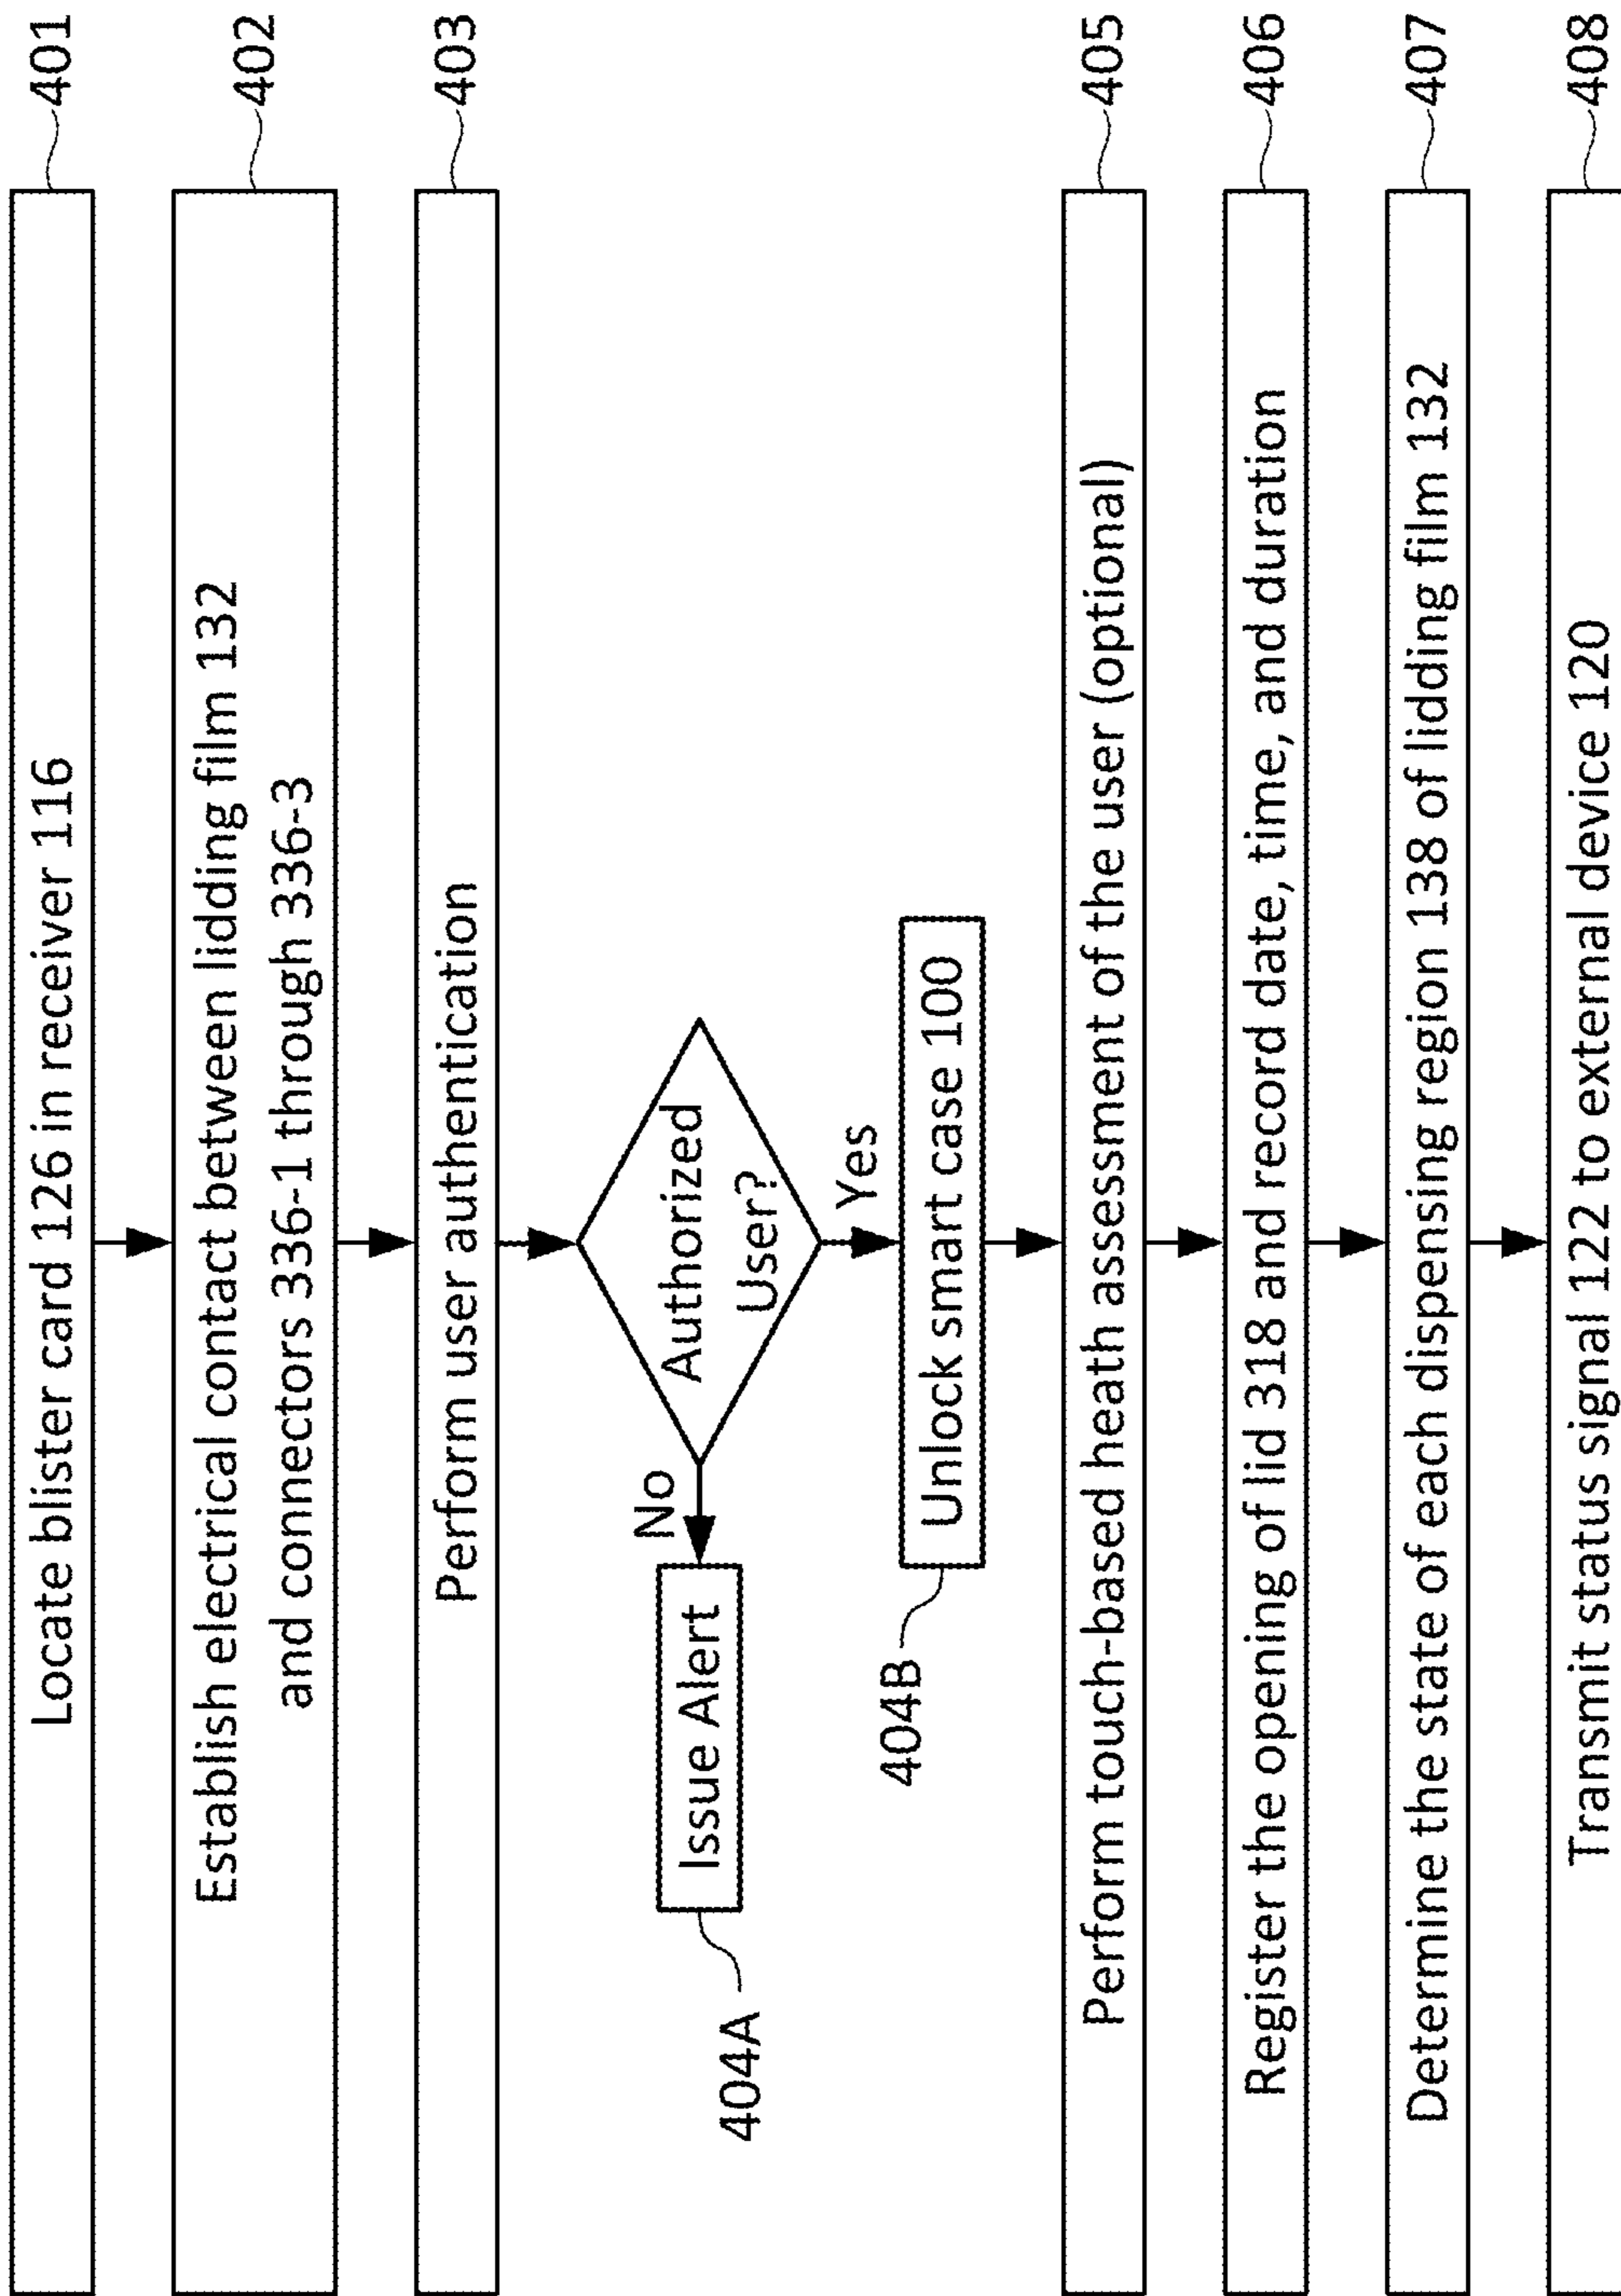 Locate blister card 126 in receiver 116
401
Establish electrical contact between lidding film 132
and connectors 336-1 through 336-3
402
Perform user authentication
403
Authorized
User?
No
Yes
Issue Alert
404A
Unlock smart case 100
404B
Perform touch-based heath assessment of the user (optional)
405
Register the opening of lid 318 and record date, time, and duration
406
Determine the state of each dispensing region 138 of lidding film 132
407
Transmit status signal 122 to external device 120
408